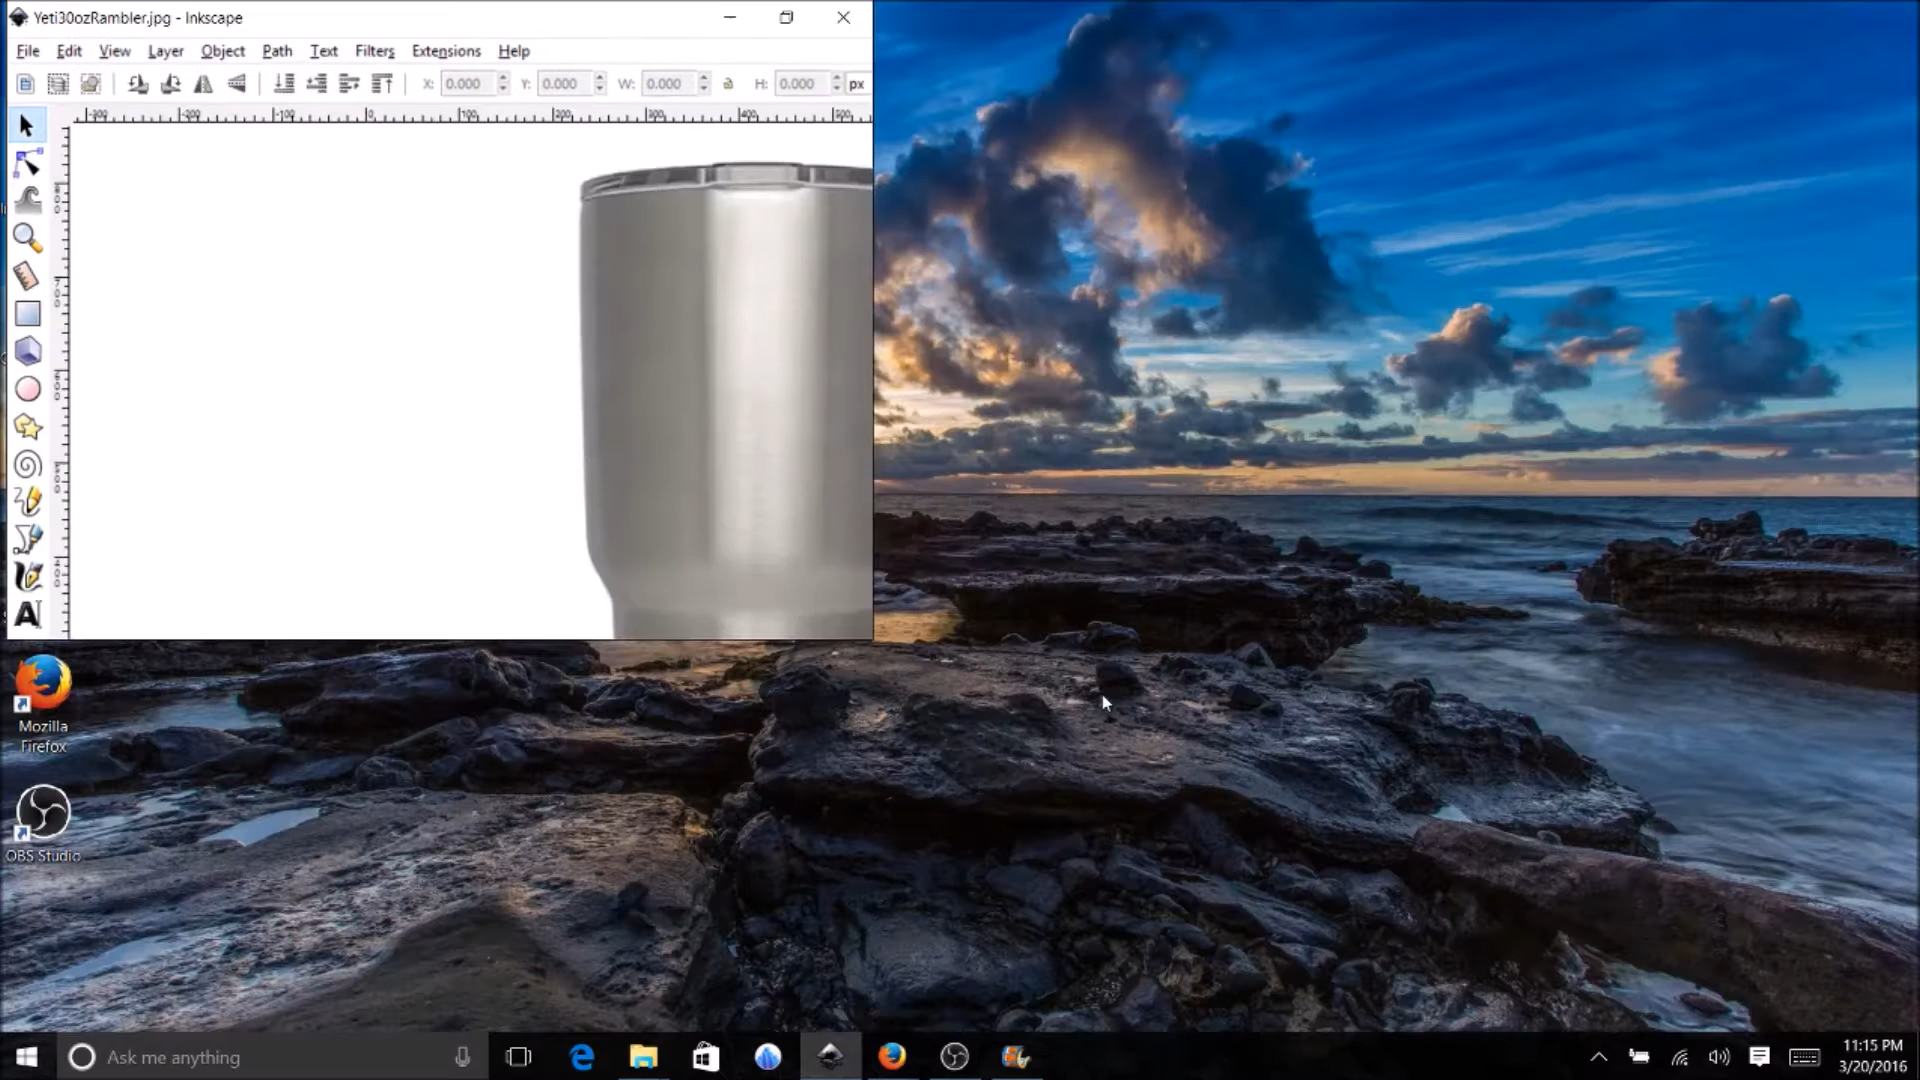 Yeti30ozRambler.jpg - Inkscape
File Edit View Layer Object Path Text Filters Extensions Help
X: 0.000 Y: 0.000 W: 0.000 H: 0.000 px
Mozilla
Firefox
OBS Studio
Ask me anything
11:15 PM
3/20/2016